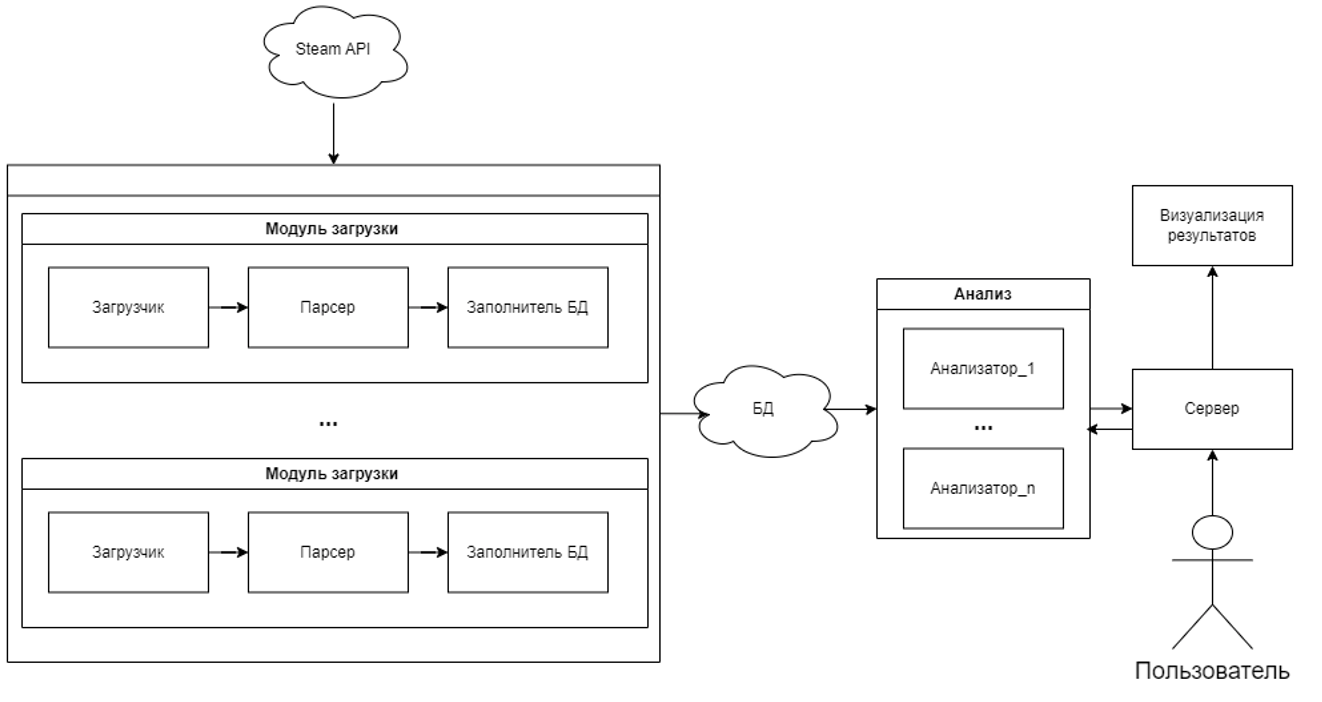 Steam API
Модуль загрузки
Загрузчик
Парсер
Заполнитель БД
...
Модуль загрузки
Загрузчик
Парсер
Заполнитель БД
БД
Анализ
Анализатор_1
...
Анализатор_n
Визуализация
результатов
Сервер
Пользователь